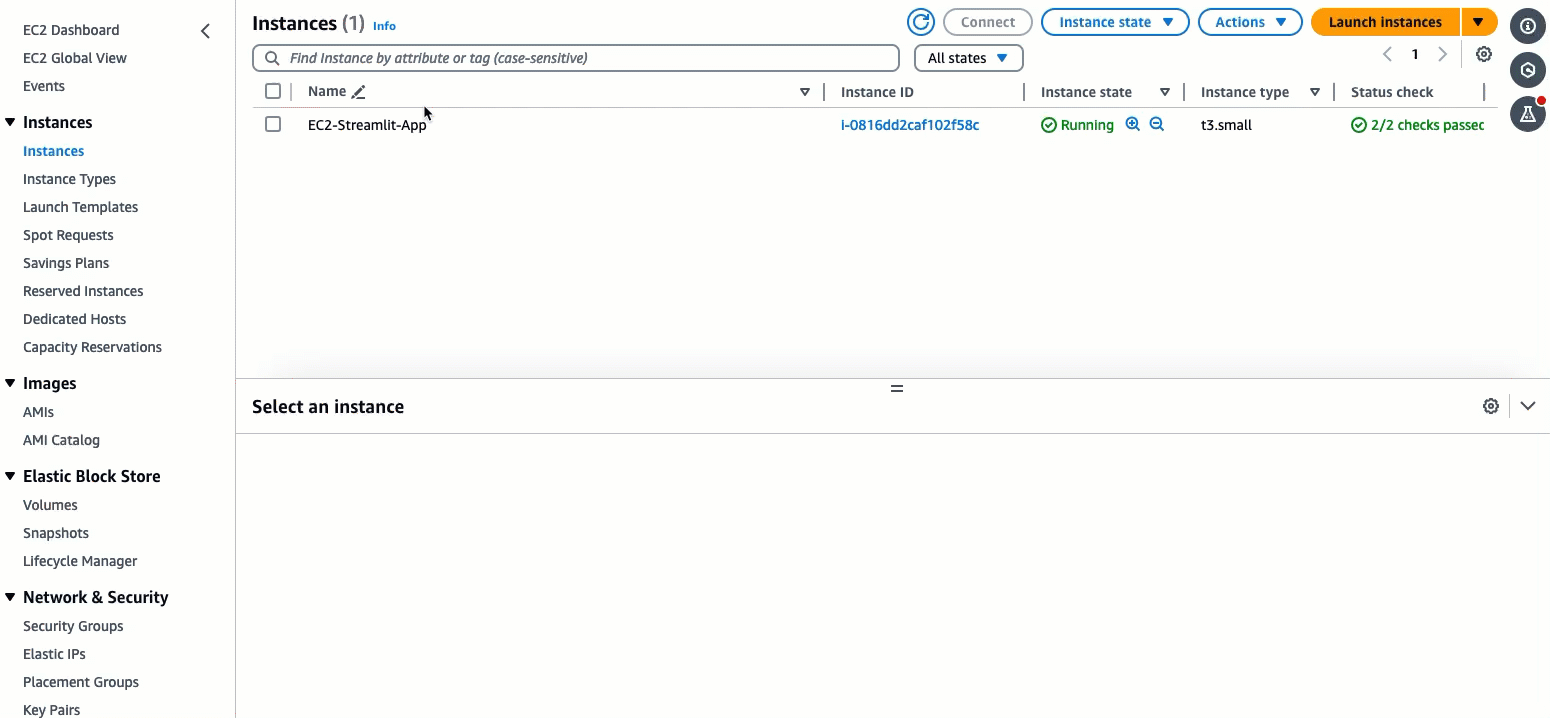 EC2 Dashboard
EC2 Global View
Events
Instances
Instances
Instance Types
Launch Templates
Spot Requests
Savings Plans
Reserved Instances
Dedicated Hosts
Capacity Reservations
Images
AMIs
AMI Catalog
Elastic Block Store
Volumes
Snapshots
Lifecycle Manager
Network & Security
Security Groups
Elastic IPs
Placement Groups
Key Pairs
Instances (1) Info
Connect
Instance state
Actions
Launch instances
Find Instance by attribute or tag (case-sensitive)
All states
1
Name Instance ID Instance state Instance type Status check
EC2-Streamlit-App i-0816dd2caf102f58c Running t3.small 2/2 checks passec
Select an instance